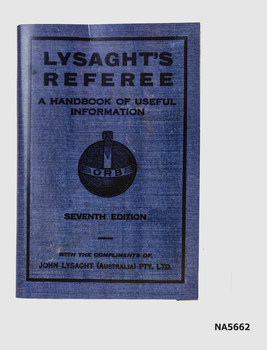 LYSAGHT'S
REFEREE
A HANDBOOK OF USEFUL
INFORMATION
ORB
SEVENTH EDITION
WITH THE COMPLIMENTS OF
JOHN LYSAGHT (AUSTRALIA) PTY. LTD.
NA5662